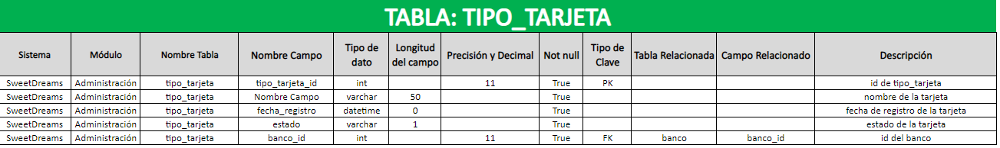 TABLA: TIPO_TARJETA
Sistema Módulo Nombre Tabla Nombre Campo Tipo de dato Longitud del campo Precisión y Decimal Not null Tipo de Clave Tabla Relacionada Campo Relacionado Descripción
SweetDreams Administración tipo_tarjeta tipo_tarjeta_id int 11 True PK id de tipo_tarjeta
SweetDreams Administración tipo_tarjeta Nombre Campo varchar 50 True nombre de la tarjeta
SweetDreams Administración tipo_tarjeta fecha_registro datetime 0 True fecha de registro de la tarjeta
SweetDreams Administración tipo_tarjeta estado varchar 1 True estado de la tarjeta
SweetDreams Administración tipo_tarjeta banco_id int 11 True FK banco banco_id id del banco